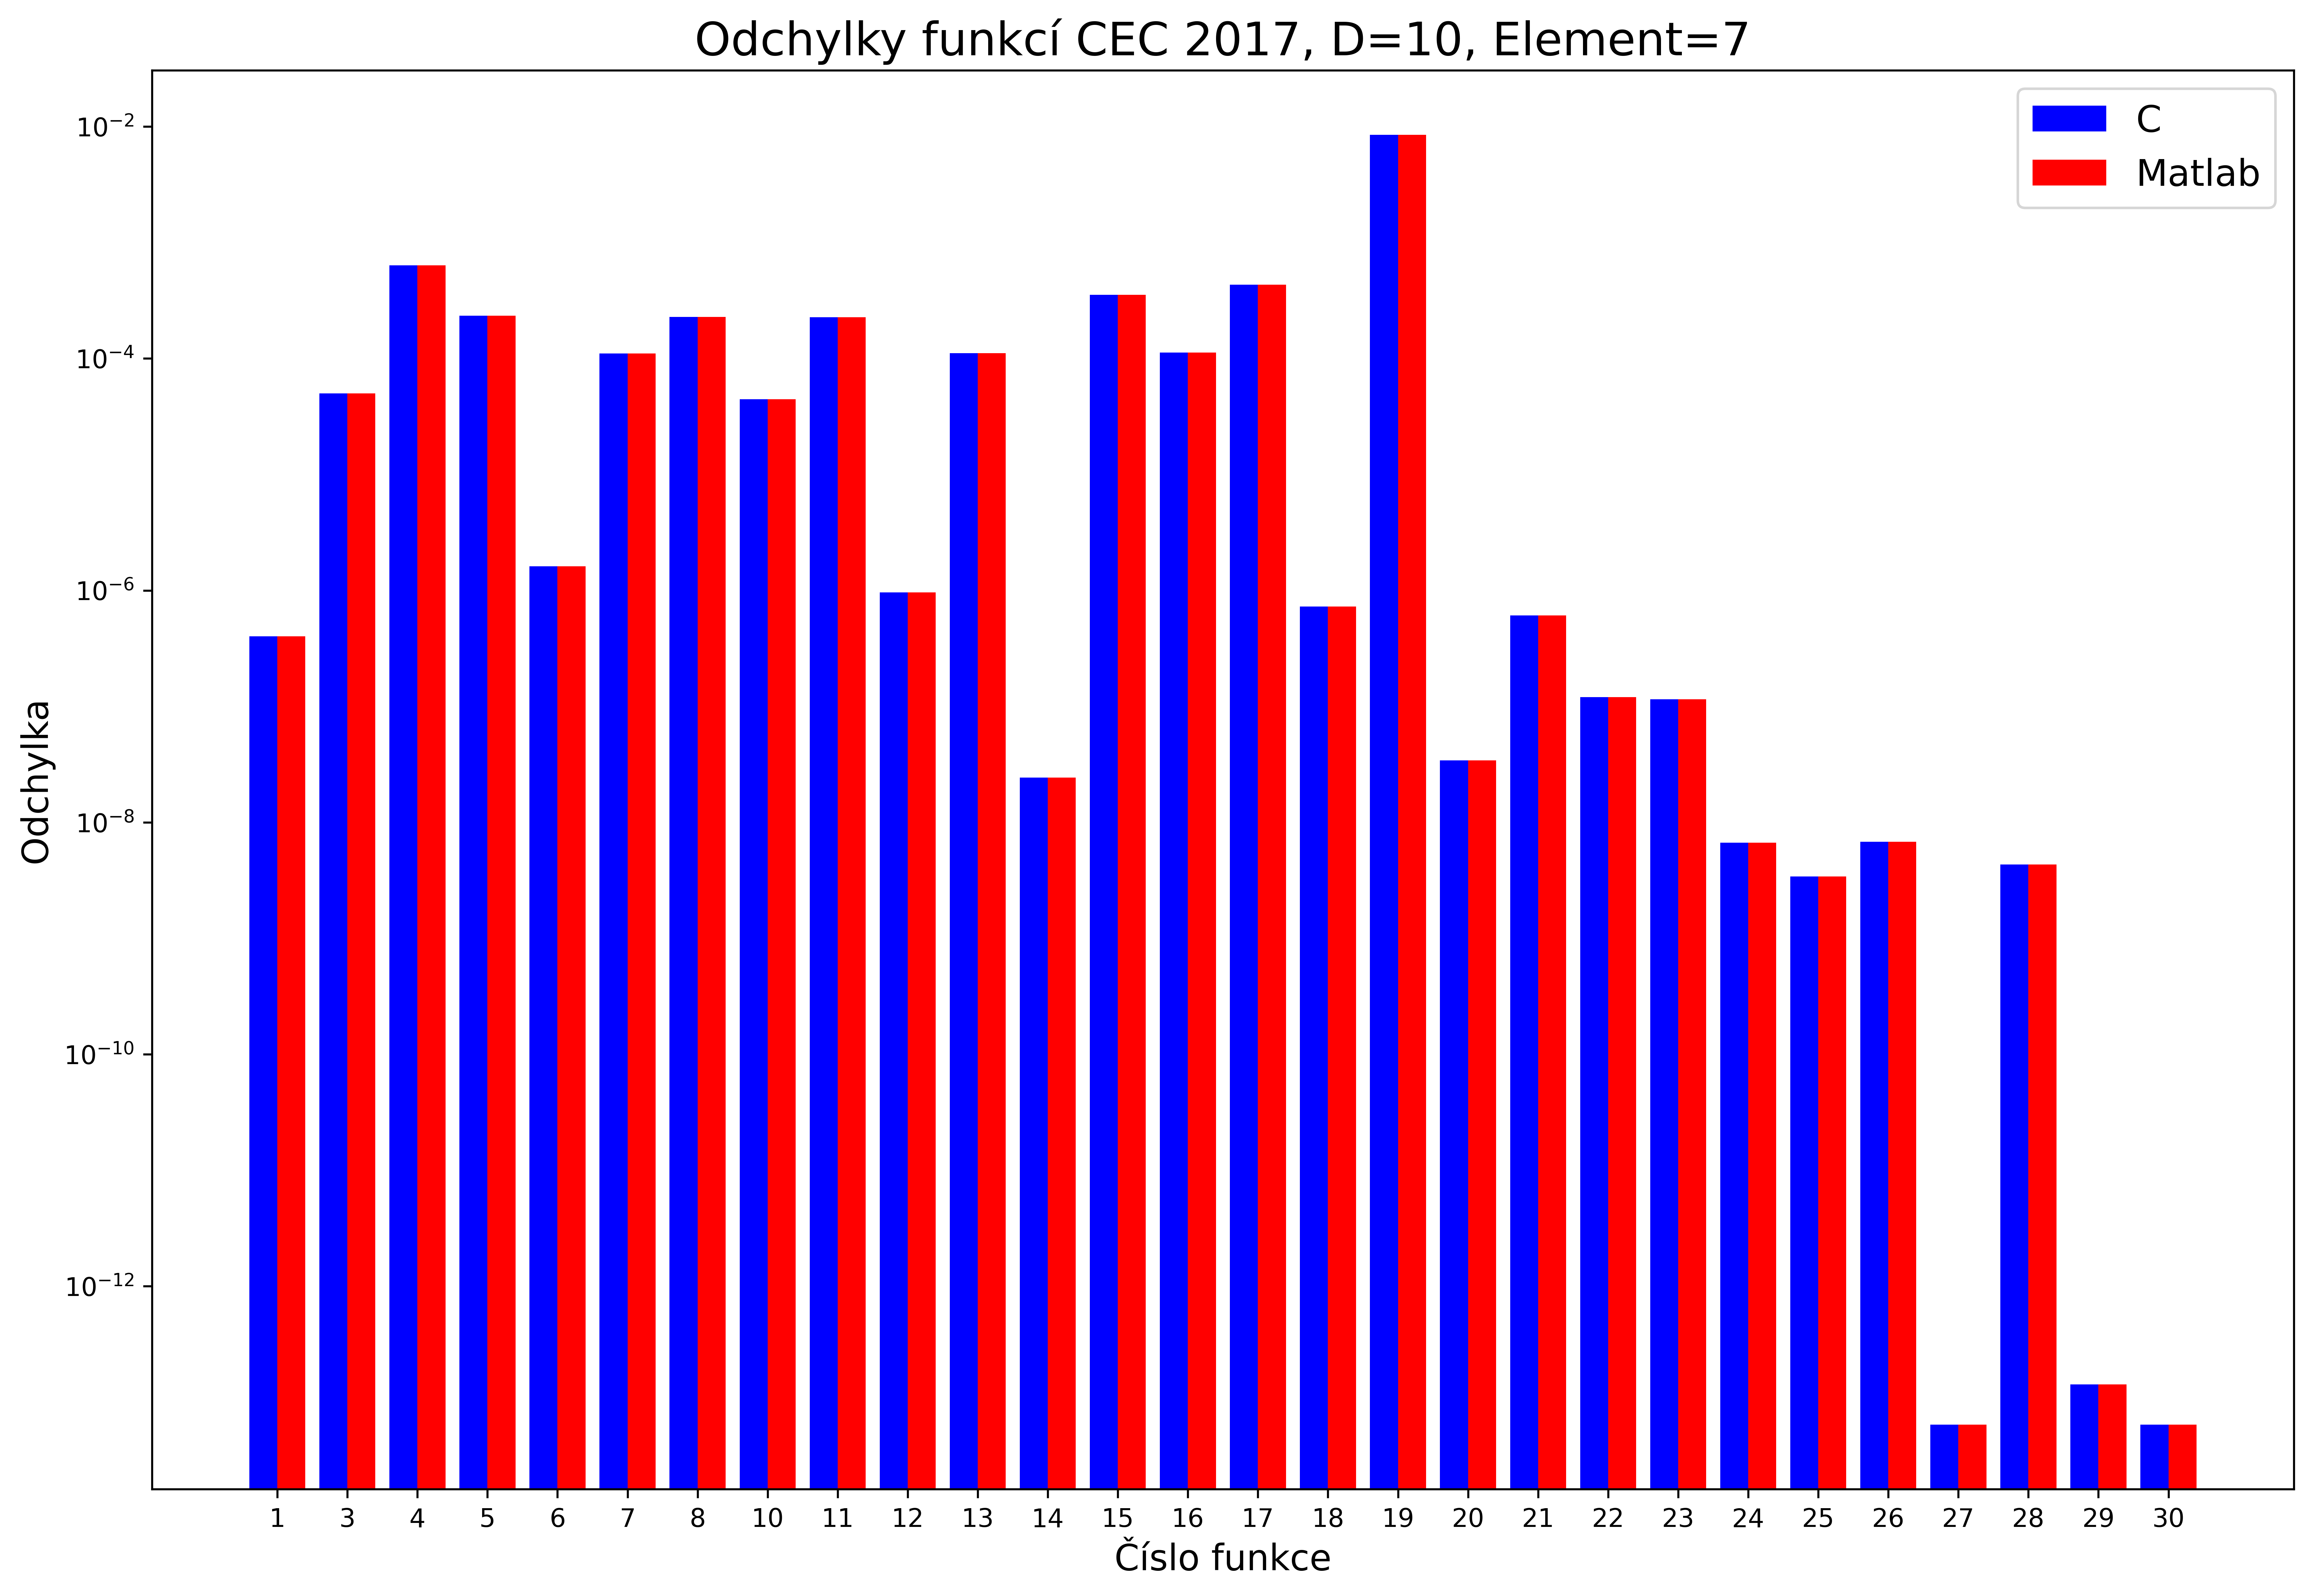 Odchylky funkcí CEC 2017, D=10, Element=7
C
Matlab
10⁻²
10⁻⁴
10⁻⁶
10⁻⁸
10⁻¹⁰
10⁻¹²
Odchylka
1 3 4 5 6 7 8 10 11 12 13 14 15 16 17 18 19 20 21 22 23 24 25 26 27 28 29 30
Číslo funkce